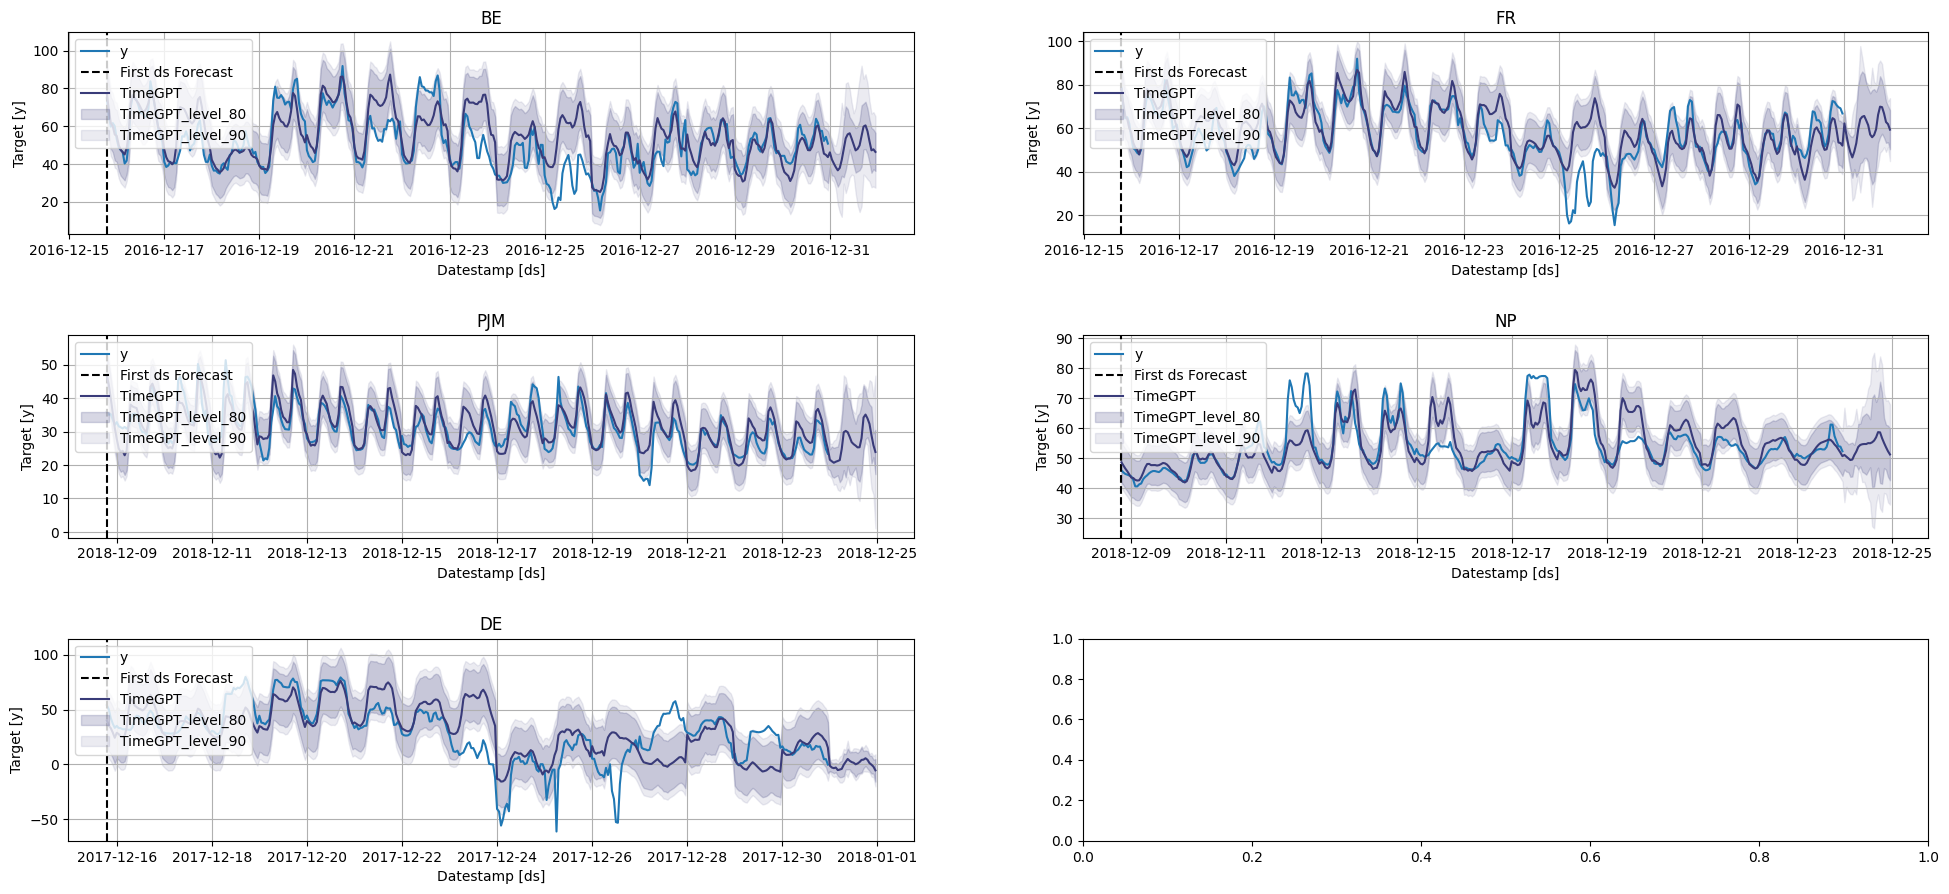 BE
100
80
60
40
20
Target [y]
y
First ds Forecast
TimeGPT
TimeGPT_level_80
TimeGPT_level_90
2016-12-15 2016-12-17 2016-12-19 2016-12-21 2016-12-23 2016-12-25 2016-12-27 2016-12-29 2016-12-31
Datestamp [ds]
FR
100
80
60
40
20
Target [y]
y
First ds Forecast
TimeGPT
TimeGPT_level_80
TimeGPT_level_90
2016-12-15 2016-12-17 2016-12-19 2016-12-21 2016-12-23 2016-12-25 2016-12-27 2016-12-29 2016-12-31
Datestamp [ds]
PJM
50
40
30
20
10
0
Target [y]
y
First ds Forecast
TimeGPT
TimeGPT_level_80
TimeGPT_level_90
2018-12-09 2018-12-11 2018-12-13 2018-12-15 2018-12-17 2018-12-19 2018-12-21 2018-12-23 2018-12-25
Datestamp [ds]
NP
90
80
70
60
50
40
30
Target [y]
y
First ds Forecast
TimeGPT
TimeGPT_level_80
TimeGPT_level_90
2018-12-09 2018-12-11 2018-12-13 2018-12-15 2018-12-17 2018-12-19 2018-12-21 2018-12-23 2018-12-25
Datestamp [ds]
DE
100
50
0
−50
Target [y]
y
First ds Forecast
TimeGPT
TimeGPT_level_80
TimeGPT_level_90
2017-12-16 2017-12-18 2017-12-20 2017-12-22 2017-12-24 2017-12-26 2017-12-28 2017-12-30 2018-01-01
Datestamp [ds]
1.0
0.8
0.6
0.4
0.2
0.0
0.0 0.2 0.4 0.6 0.8 1.0